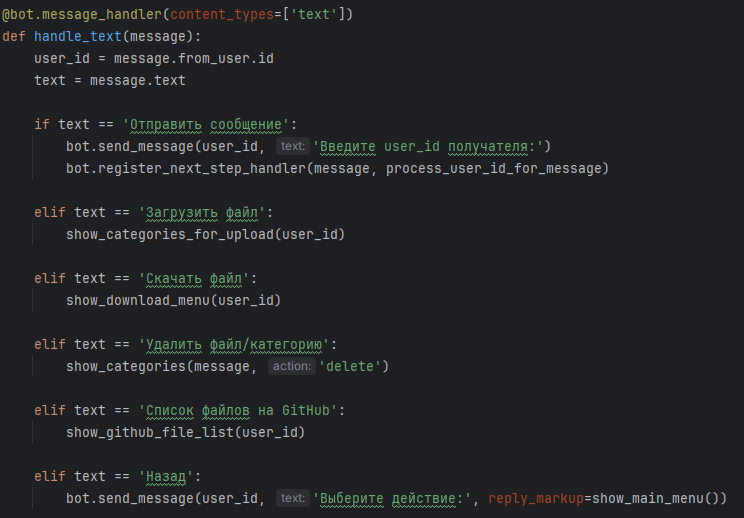 @bot.message_handler(content_types=['text'])
def handle_text(message):
    user_id = message.from_user.id
    text = message.text

    if text == 'Отправить сообщение':
        bot.send_message(user_id, text: 'Введите user_id получателя:')
        bot.register_next_step_handler(message, process_user_id_for_message)

    elif text == 'Загрузить файл':
        show_categories_for_upload(user_id)

    elif text == 'Скачать файл':
        show_download_menu(user_id)

    elif text == 'Удалить файл/категорию':
        show_categories(message, action: 'delete')

    elif text == 'Список файлов на GitHub':
        show_github_file_list(user_id)

    elif text == 'Назад':
        bot.send_message(user_id, text: 'Выберите действие:', reply_markup=show_main_menu())